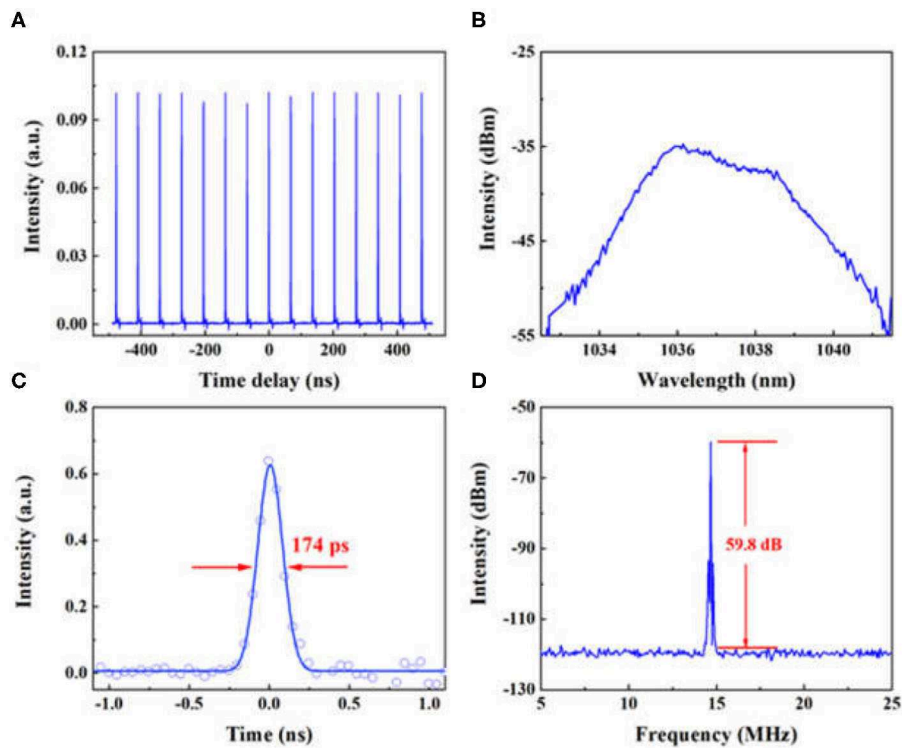 A
B
0.12
0.09
0.06
0.03
0.00
Intensity (a.u.)
-400 -200 0 200 400
Time delay (ns)
-25
-35
-45
-55
Intensity (dBm)
1034 1036 1038 1040
Wavelength (nm)
C
D
0.8
0.6
0.4
0.2
0.0
Intensity (a.u.)
174 ps
-1.0 -0.5 0.0 0.5 1.0
Time (ns)
-50
-70
-90
-110
-130
Intensity (dBm)
59.8 dB
5 10 15 20 25
Frequency (MHz)